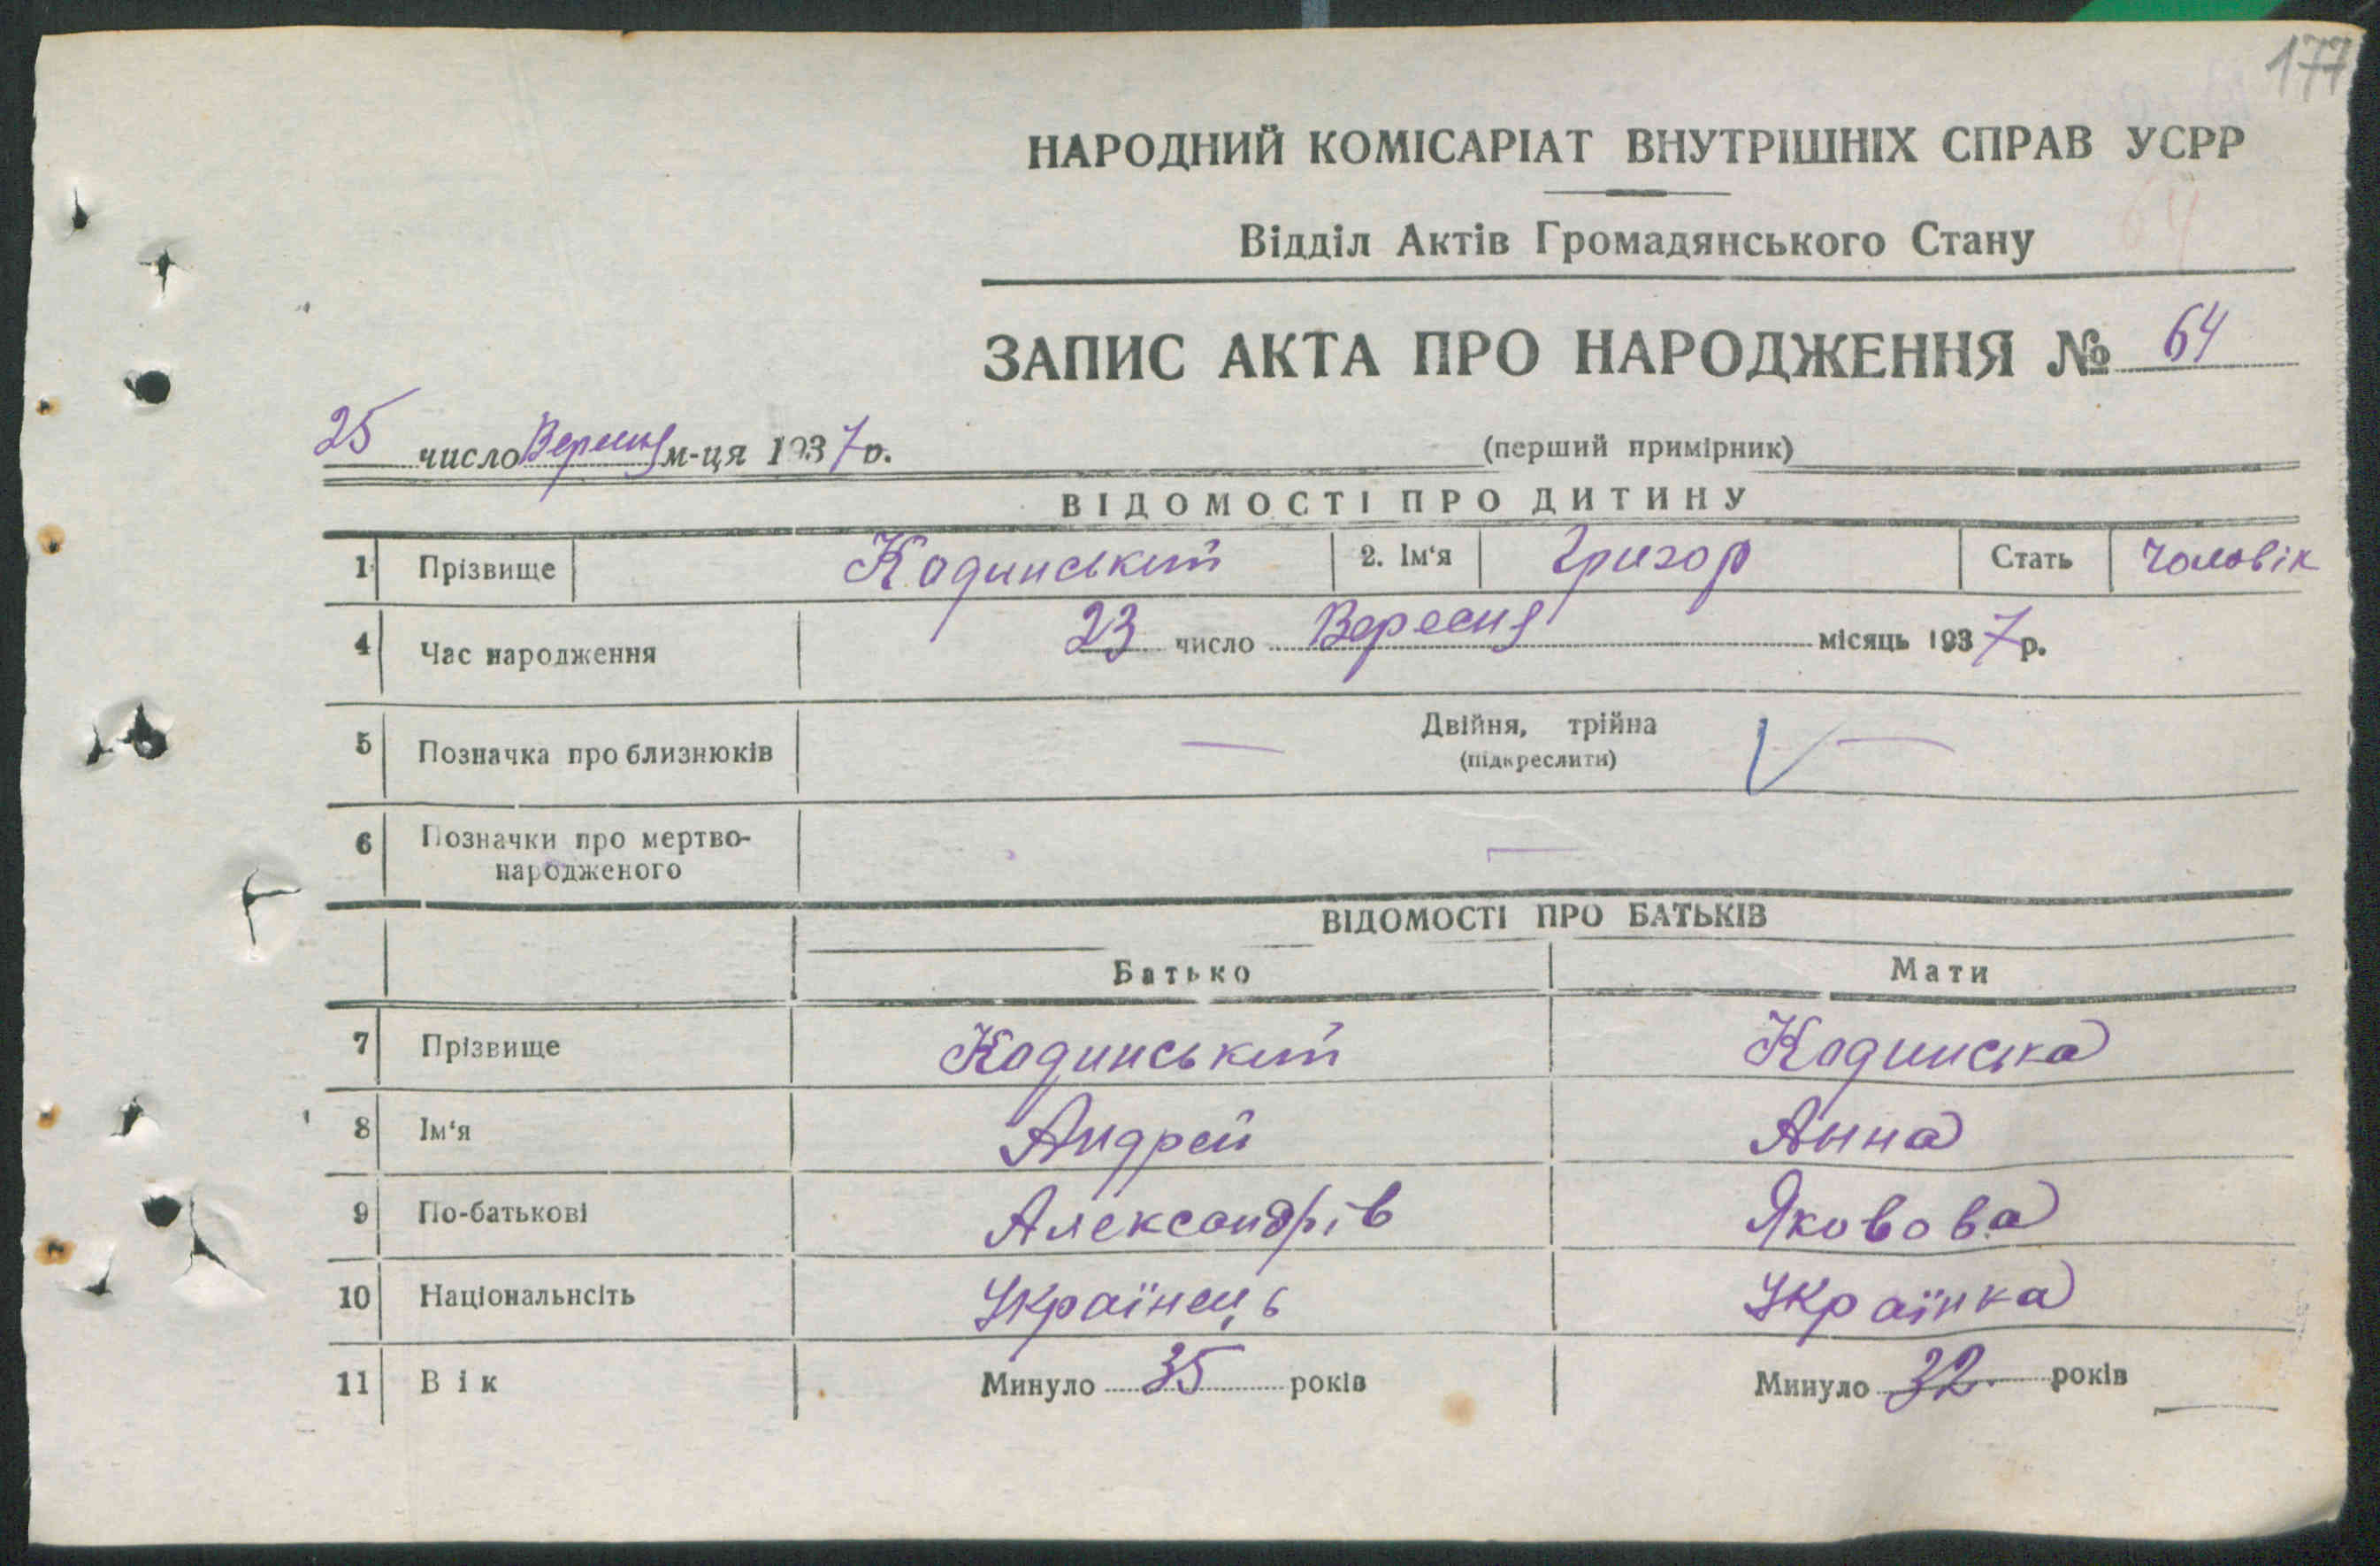 177
НАРОДНИЙ КОМІСАРІАТ ВНУТРІШНІХ СПРАВ УСРР
Відділ Актів Громадянського Стану
64
ЗАПИС АКТА ПРО НАРОДЖЕННЯ № 64
25 число Вересня м-ця 1937 р.
(перший примірник)
ВІДОМОСТІ ПРО ДИТИНУ
1 Прізвище Кодинський 2. Ім'я Григор Стать Чоловік
4 Час народження 23 число Вересня місяць 1937 р.
5 Позначка про близнюків — Двійня, трійна —
(підкреслити)
6 Позначки про мертво-
народженого —
ВІДОМОСТІ ПРО БАТЬКІВ
Батько Мати
7 Прізвище Кодинський Кодинска
8 Ім'я Андрей Анна
9 По-батькові Александрів Яковова
10 Національнсіть Українець Українка
11 Вік Минуло 35 років Минуло 32 років